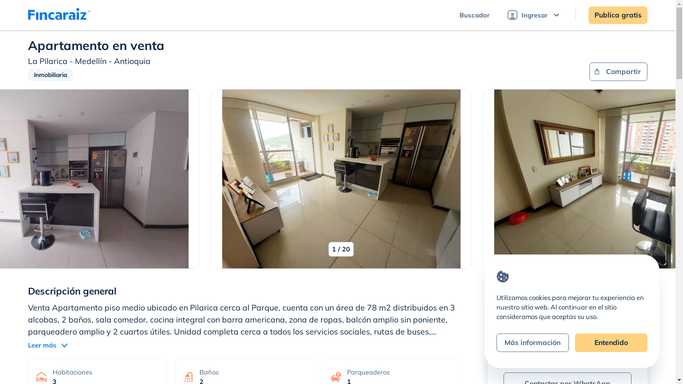 Fincaraiz
Buscador
Ingresar
Publica gratis
Apartamento en venta
La Pilarica - Medellín - Antioquia
Inmobiliaria
Compartir
1 / 20
Descripción general
Venta Apartamento piso medio ubicado en Pilarica cerca al Parque, cuenta con un área de 78 m2 distribuidos en 3
alcobas, 2 baños, sala comedor, cocina integral con barra americana, zona de ropas, balcón amplio sin poniente,
parqueadero amplio y 2 cuartos útiles. Unidad completa cerca a todos los servicios sociales, rutas de buses,...
Leer más
Habitaciones
3
Baños
2
Parqueaderos
1
Utilizamos cookies para mejorar tu experiencia en
nuestro sitio web. Al continuar en el sitio
consideramos que aceptas su uso.
Más información
Entendido
Contactar por WhatsApp